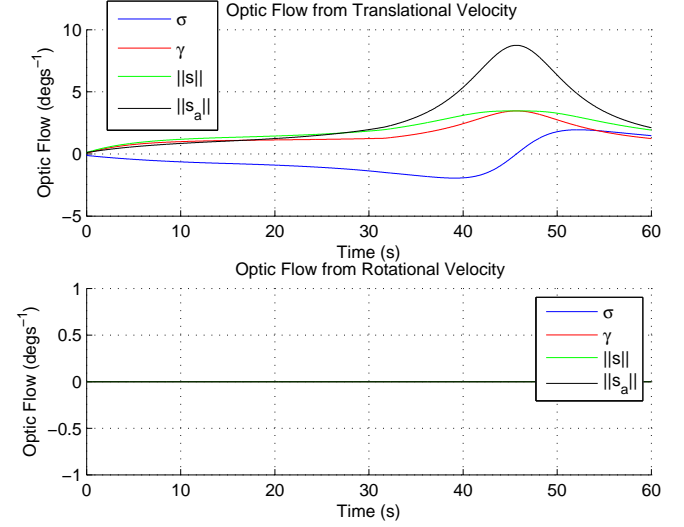 Optic Flow from Translational Velocity
Optic Flow (degs⁻¹)
10
5
0
−5
σ
γ
||s||
||s_a||
0 10 20 30 40 50 60
Time (s)
Optic Flow from Rotational Velocity
Optic Flow (degs⁻¹)
1
0.5
0
−0.5
−1
σ
γ
||s||
||s_a||
0 10 20 30 40 50 60
Time (s)